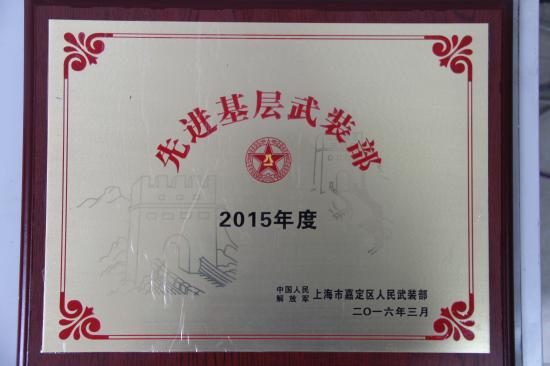 先进基层武装部
2015年度
中国人民
解放军 上海市嘉定区人民武装部
二〇一六年三月